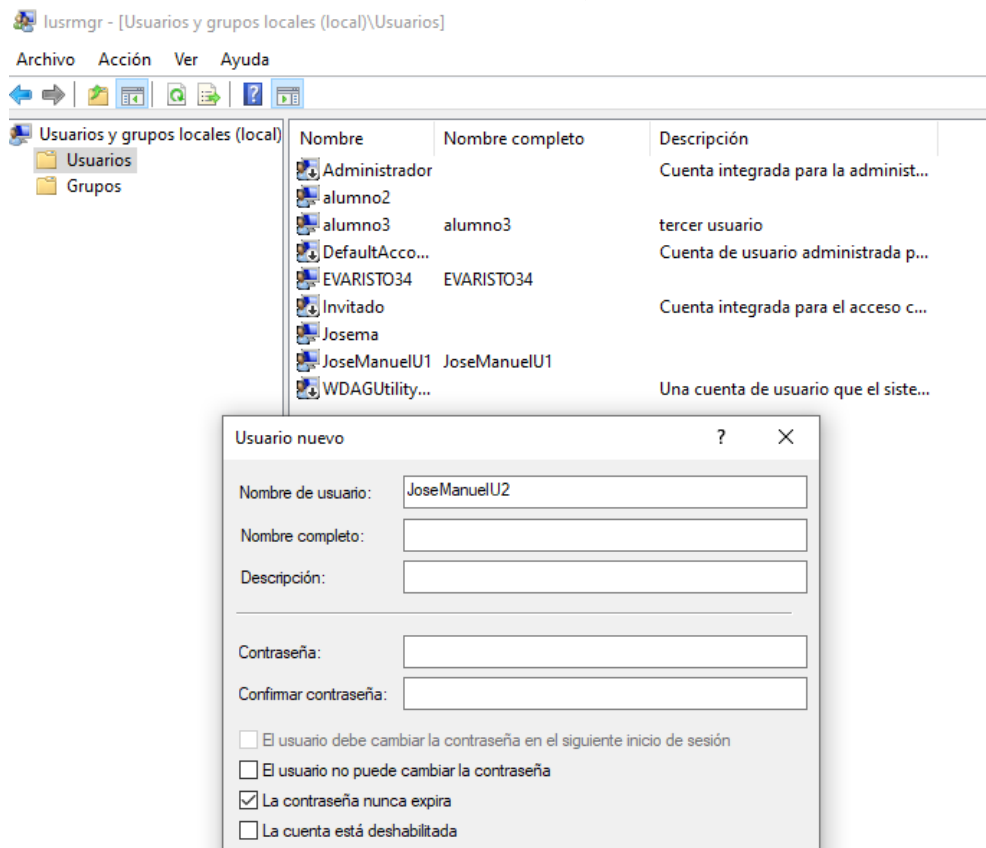 lusrmgr - [Usuarios y grupos locales (local)\Usuarios]
Archivo Acción Ver Ayuda
Usuarios y grupos locales (local)
Usuarios
Grupos
Nombre Nombre completo Descripción
Administrador Cuenta integrada para la administ...
alumno2
alumno3 alumno3 tercer usuario
DefaultAcco... Cuenta de usuario administrada p...
EVARISTO34 EVARISTO34
Invitado Cuenta integrada para el acceso c...
Josema
JoseManuelU1 JoseManuelU1
WDAGUtility... Una cuenta de usuario que el siste...
Usuario nuevo ?
Nombre de usuario: JoseManuelU2
Nombre completo:
Descripción:
Contraseña:
Confirmar contraseña:
El usuario debe cambiar la contraseña en el siguiente inicio de sesión
El usuario no puede cambiar la contraseña
La contraseña nunca expira
La cuenta está deshabilitada